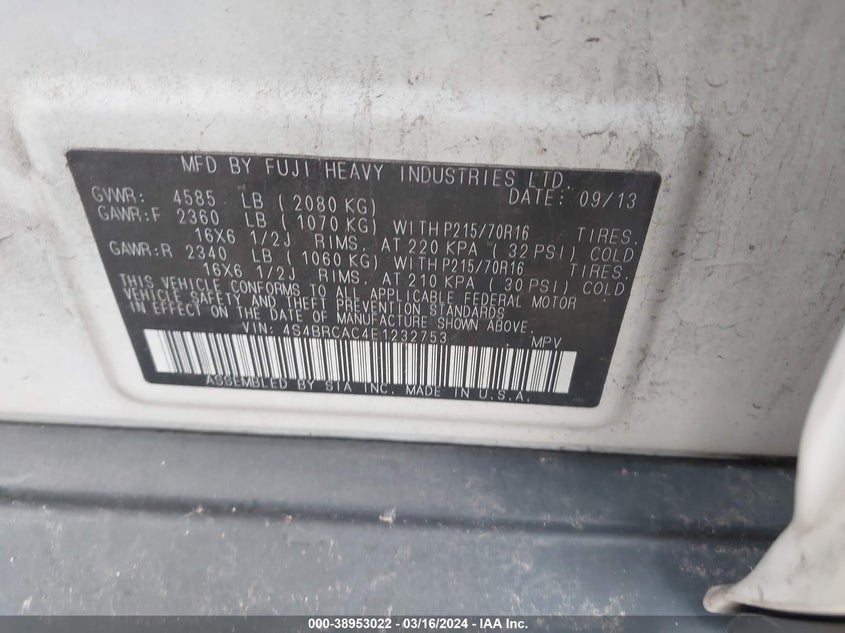 MFD BY FUJI HEAVY INDUSTRIES LTD.
GVWR: 4585 LB ( 2080 KG) DATE: 09/13
GAWR:F 2360 LB ( 1070 KG) WITH P215/70R16 TIRES.
16X6 1/2J RIMS. AT 220 KPA ( 32 PSI) COLD
GAWR:R 2340 LB ( 1060 KG) WITH P215/70R16 TIRES.
16X6 1/2J RIMS. AT 210 KPA ( 30 PSI) COLD
THIS VEHICLE CONFORMS TO ALL APPLICABLE FEDERAL MOTOR
VEHICLE SAFETY AND THEFT PREVENTION STANDARDS
IN EFFECT ON THE DATE OF MANUFACTURE SHOWN ABOVE.
VIN: 4S4BRCAC4E1232753 MPV
ASSEMBLED BY SIA INC. MADE IN U.S.A.
000-38953022 - 03/16/2024 - IAA Inc.